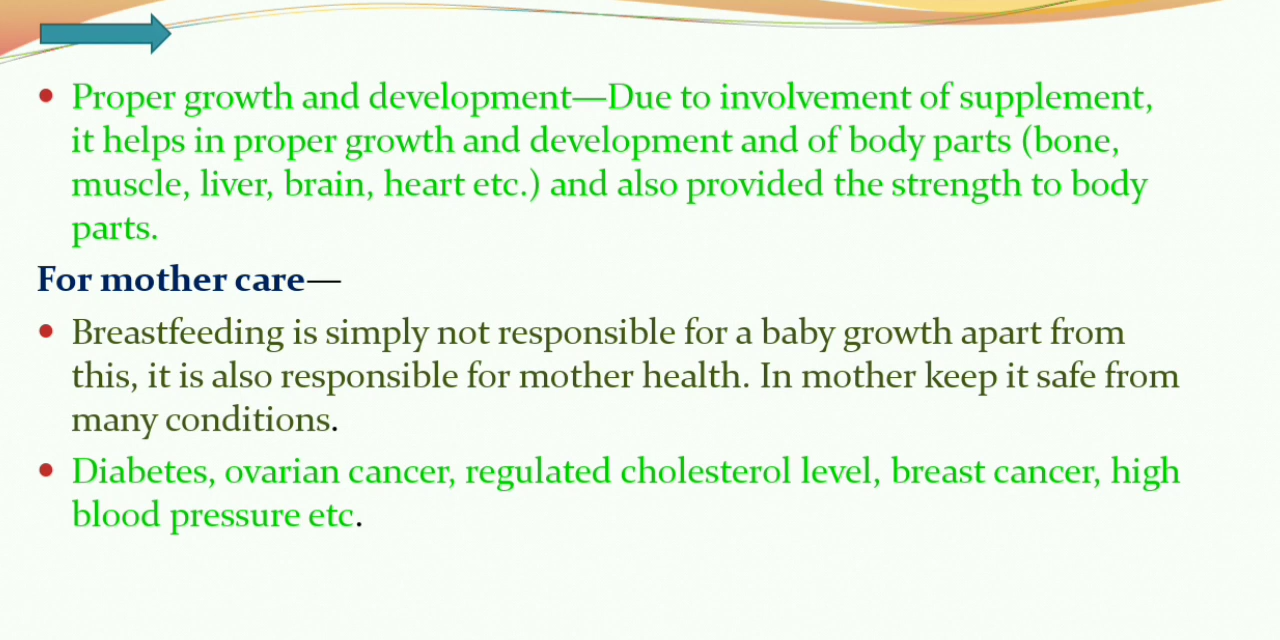 Proper growth and development—Due to involvement of supplement,
it helps in proper growth and development and of body parts (bone,
muscle, liver, brain, heart etc.) and also provided the strength to body
parts.
For mother care—
Breastfeeding is simply not responsible for a baby growth apart from
this, it is also responsible for mother health. In mother keep it safe from
many conditions.
Diabetes, ovarian cancer, regulated cholesterol level, breast cancer, high
blood pressure etc.